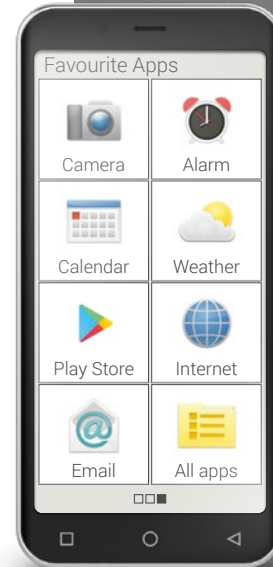 Favourite Apps
Camera Alarm
Calendar Weather
Play Store Internet
Email All apps